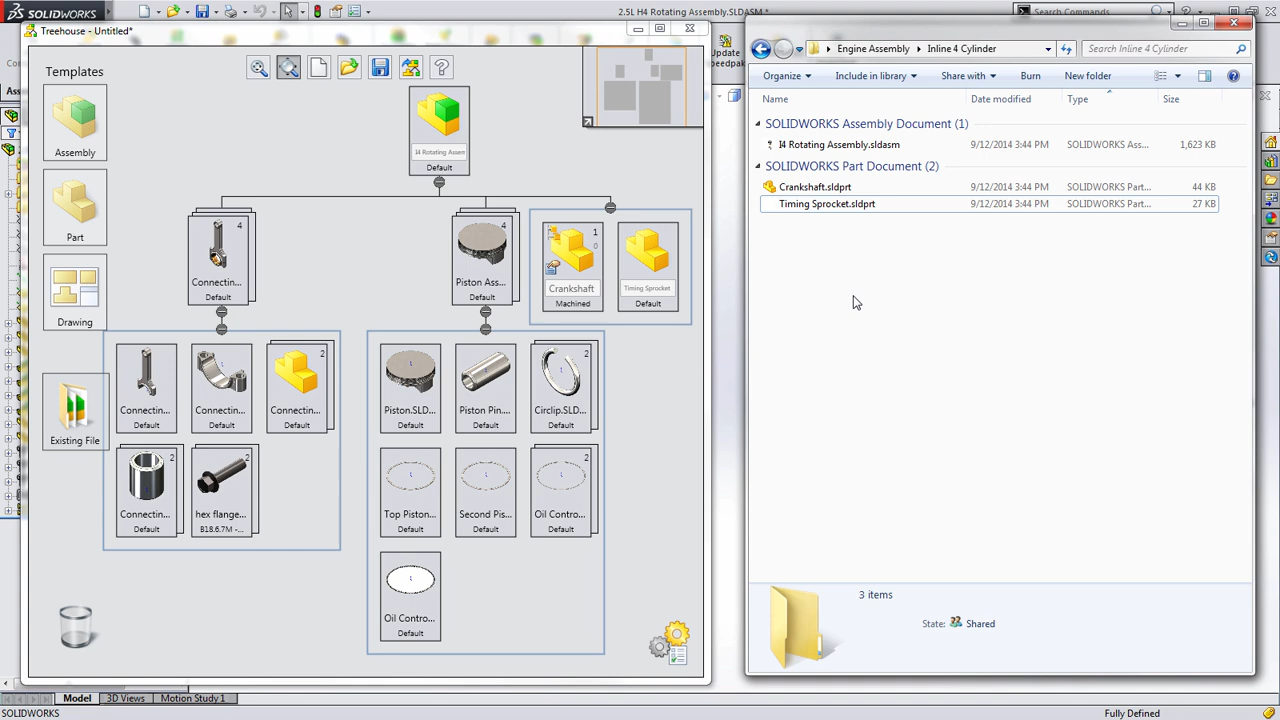 SOLIDWORKS
2.5L H4 Rotating Assembly.SLDASM *
Search Commands
Treehouse - Untitled*
Templates
Assembly
Part
Drawing
Existing File
I4 Rotating Assem
Default
4
Connectin...
Default
4
Piston Ass...
Default
1
0
Crankshaft
Machined
Timing Sprocket
Default
Connectin...
Default
Connectin...
Default
2
Connectin...
Default
2
Connectin...
Default
2
hex flange...
B18.6.7M -...
Piston.SLD...
Default
Piston Pin...
Default
2
Circlip.SLD...
Default
Top Piston...
Default
Second Pis...
Default
2
Oil Contro...
Default
Oil Contro...
Default
Update
peedpak
Engine Assembly
Inline 4 Cylinder
Search Inline 4 Cylinder
Organize
Include in library
Share with
Burn
New folder
Name
Date modified
Type
Size
SOLIDWORKS Assembly Document (1)
I4 Rotating Assembly.sldasm 9/12/2014 3:44 PM SOLIDWORKS Ass... 1,623 KB
SOLIDWORKS Part Document (2)
Crankshaft.sldprt 9/12/2014 3:44 PM SOLIDWORKS Part... 44 KB
Timing Sprocket.sldprt 9/12/2014 3:44 PM SOLIDWORKS Part... 27 KB
3 items
State: Shared
Model
3D Views
Motion Study 1
SOLIDWORKS
Fully Defined